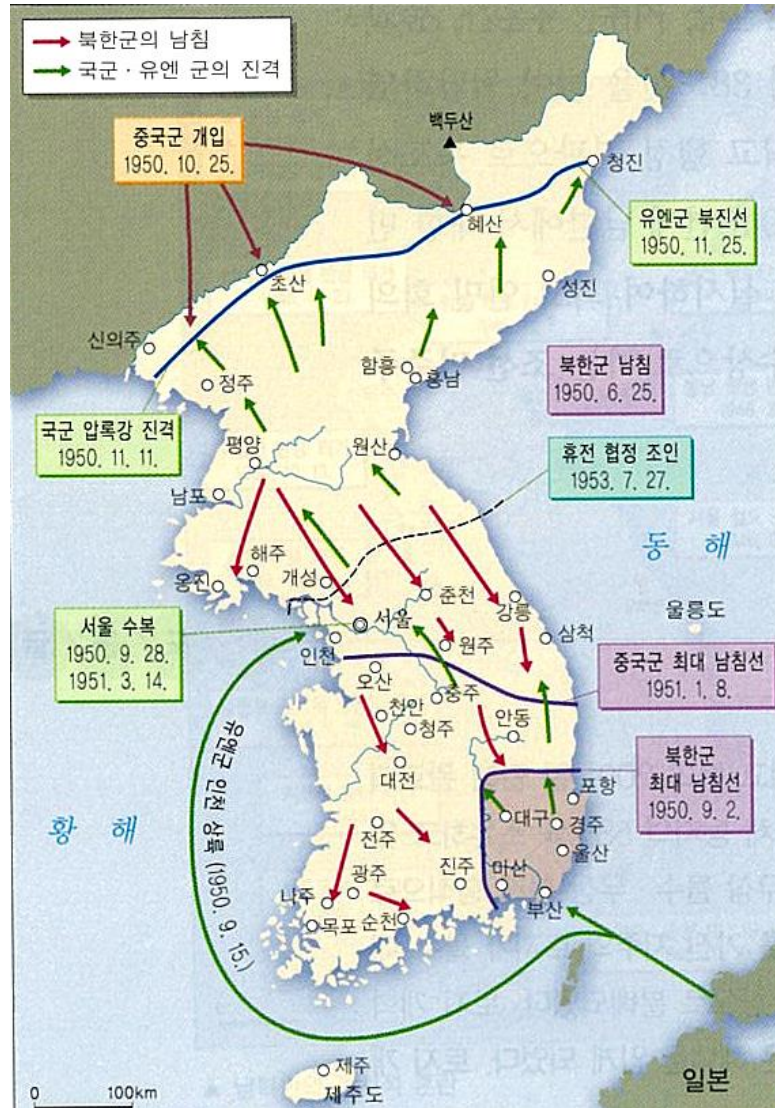 북한군의 남침
국군·유엔 군의 진격
중국군 개입
1950. 10. 25.
백두산
청진
혜산
유엔군 북진선
1950. 11. 25.
초산
성진
신의주
함흥
흥남
정주
북한군 남침
1950. 6. 25.
국군 압록강 진격
1950. 11. 11.
평양
원산
휴전 협정 조인
1953. 7. 27.
남포
동 해
해주
개성
옹진
춘천
강릉
울릉도
서울 수복
1950. 9. 28.
1951. 3. 14.
서울
삼척
인천
원주
중국군 최대 남침선
1951. 1. 8.
오산
충주
천안
청주
안동
대전
북한군
최대 남침선
1950. 9. 2.
포항
황 해
유엔군 인천 상륙 (1950. 9. 15.)
대구
경주
전주
울산
광주
진주
마산
나주
부산
목포
순천
제주
제주도
일본
0 100km